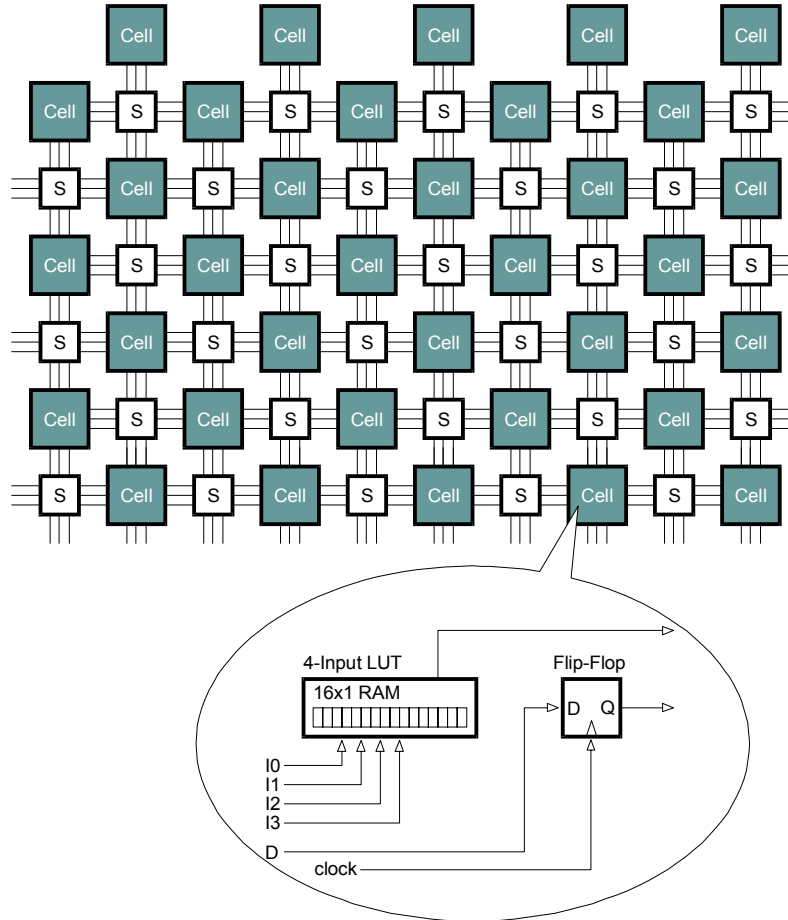 Cell Cell Cell Cell Cell
Cell S Cell S Cell S Cell S Cell S
S Cell S Cell S Cell S Cell S Cell
Cell S Cell S Cell S Cell S Cell S
S Cell S Cell S Cell S Cell S Cell
Cell S Cell S Cell S Cell S Cell S
S Cell S Cell S Cell S Cell S Cell
4-Input LUT Flip-Flop
16x1 RAM
D Q
I0
I1
I2
I3
D
clock